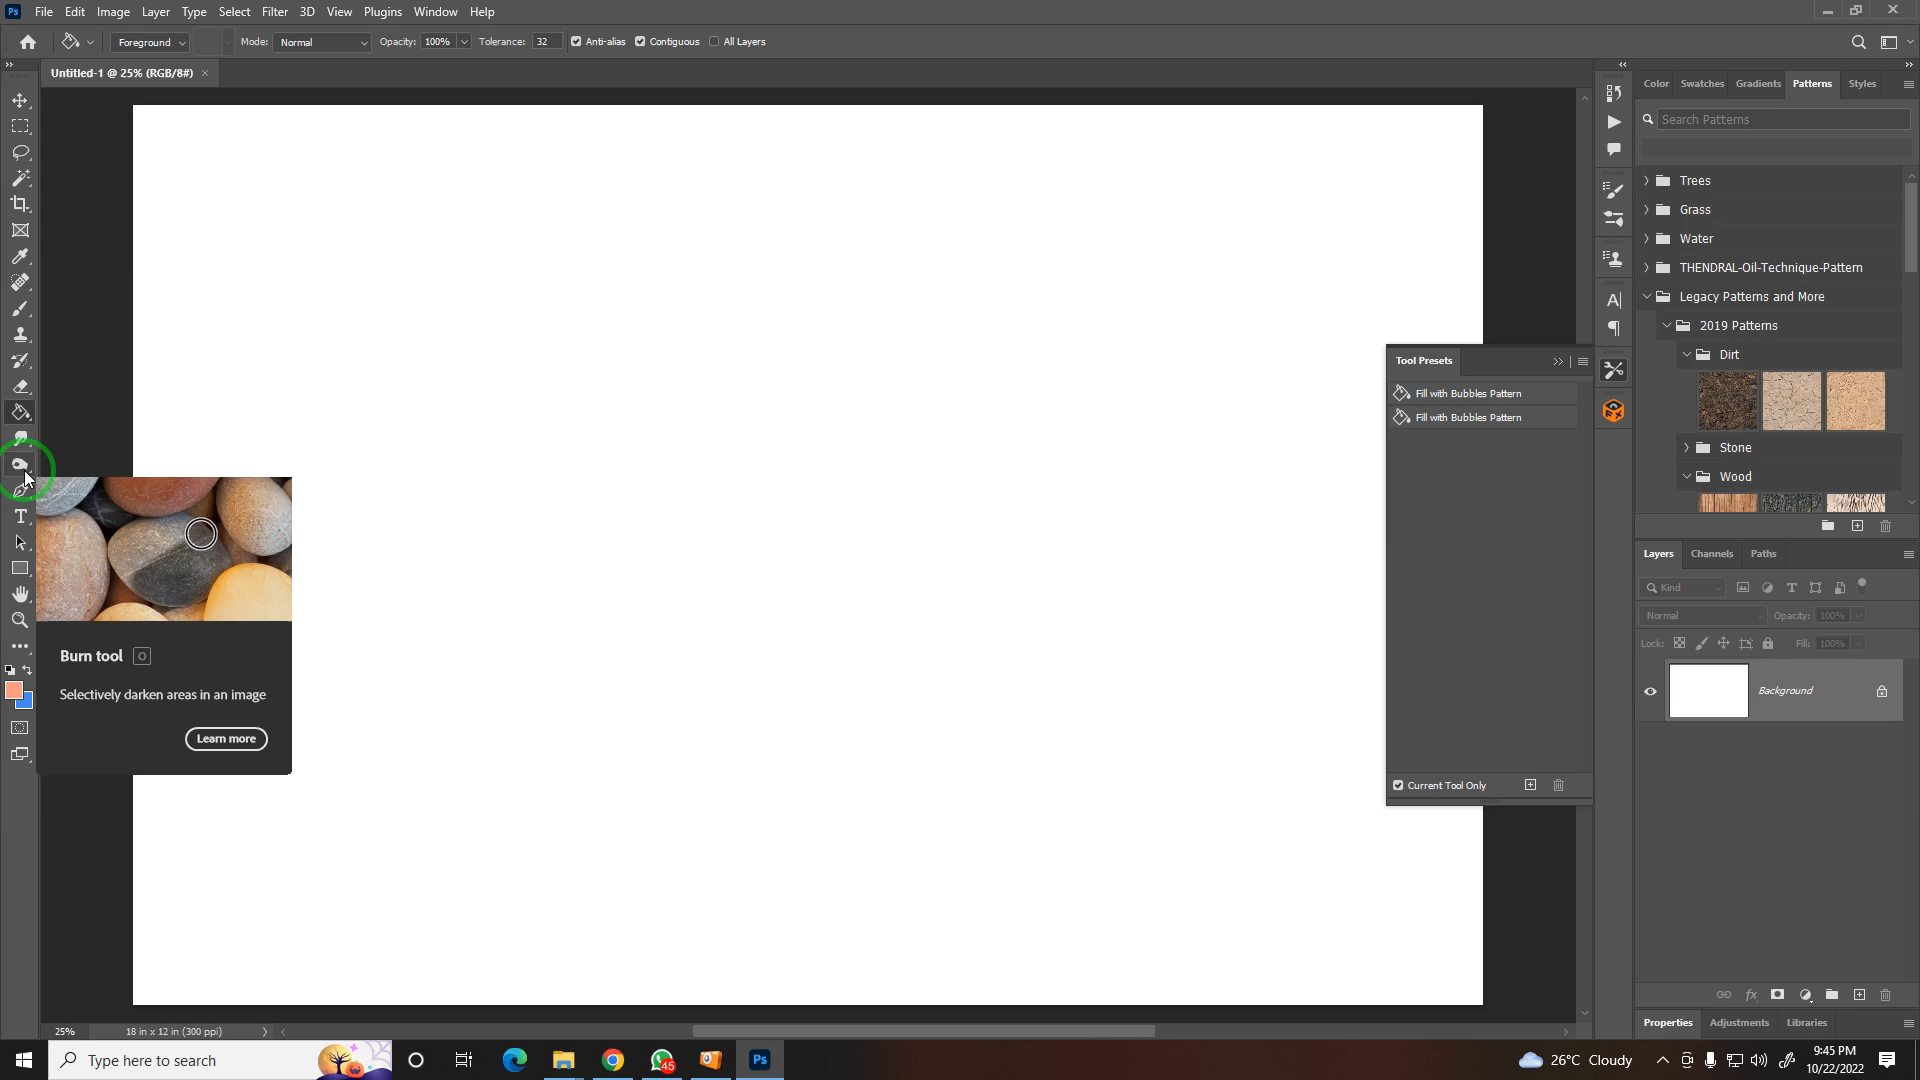 Ps File Edit Image Layer Type Select Filter 3D View Plugins Window Help
Foreground Mode: Normal Opacity: 100% Tolerance: 32 Anti-alias Contiguous All Layers
Untitled-1 @ 25% (RGB/8#) ×
Color Swatches Gradients Patterns Styles
Search Patterns
Trees
Grass
Water
THENDRAL-Oil-Technique-Pattern
Legacy Patterns and More
2019 Patterns
Dirt
Stone
Wood
Tool Presets
Fill with Bubbles Pattern
Fill with Bubbles Pattern
Current Tool Only
Burn tool O
Selectively darken areas in an image
Learn more
Layers Channels Paths
Kind
Normal Opacity: 100%
Lock: Fill: 100%
Background
Properties Adjustments Libraries
25% 18 in x 12 in (300 ppi)
Type here to search
45
Ps
26°C Cloudy
9:45 PM
10/22/2022